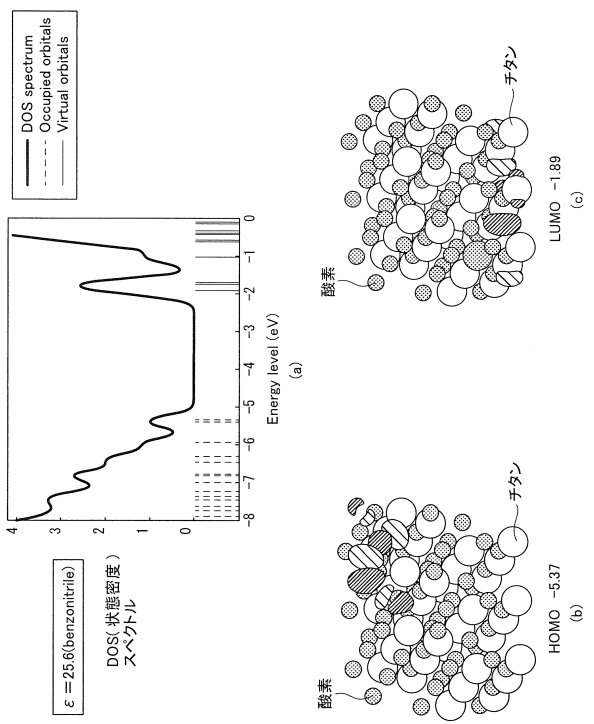 ε=25.6(benzonitrile)
DOS spectrum
Occupied orbitals
Virtual orbitals
DOS(状態密度)
スペクトル
4
3
2
1
0
-8
-7
-6
-5
-4
-3
-2
-1
0
Energy level (eV)
(a)
酸素
チタン
HOMO -5.37
(b)
酸素
チタン
LUMO -1.89
(c)